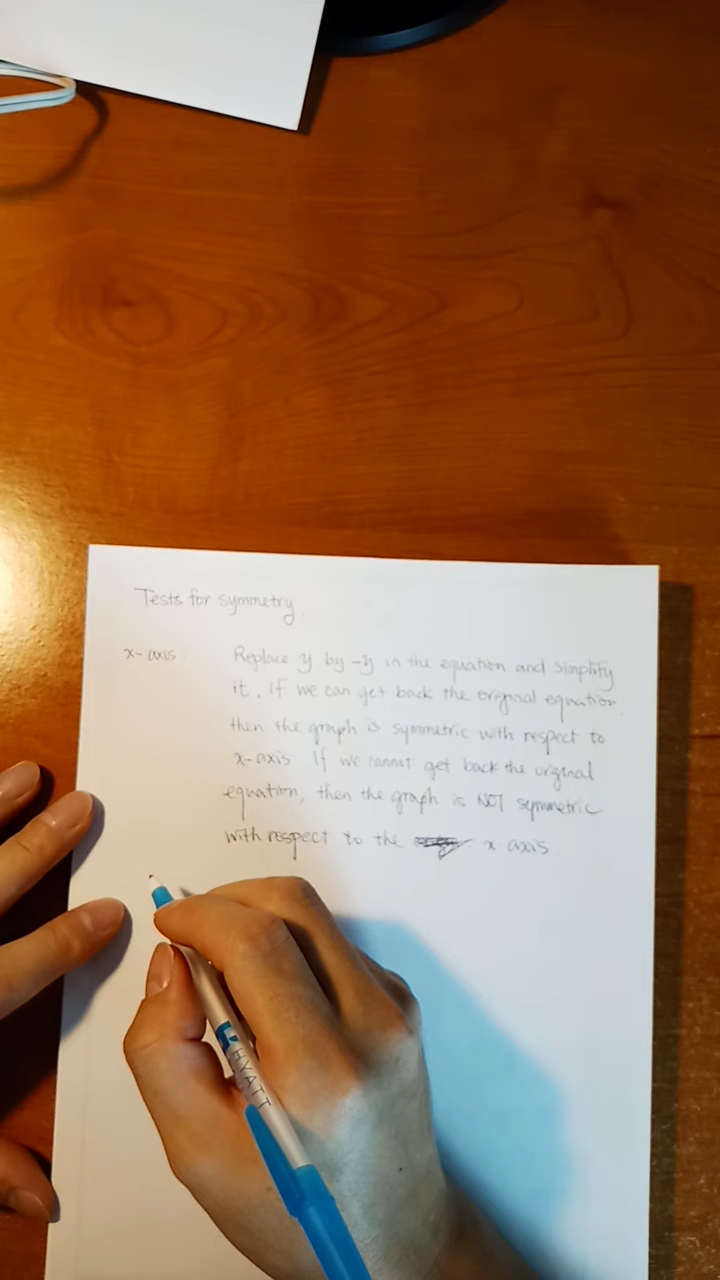 Tests for symmetry.
x-axis Replace y by -y in the equation and simplify
it. If we can get back the original equation,
then the graph is symmetric with respect to
x-axis If we cannot get back the original
equation, then the graph is NOT symmetric
with respect to the x-axis.
HYATT